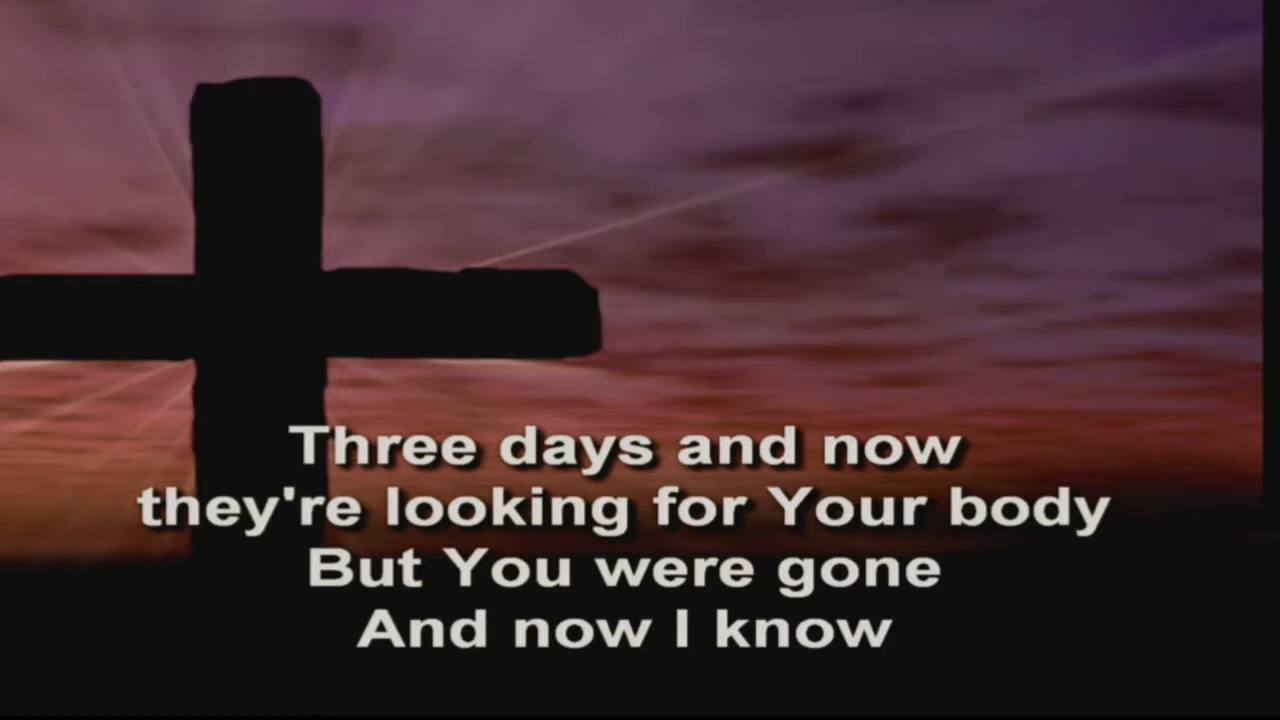 Three days and now
they're looking for Your body
But You were gone
And now I know